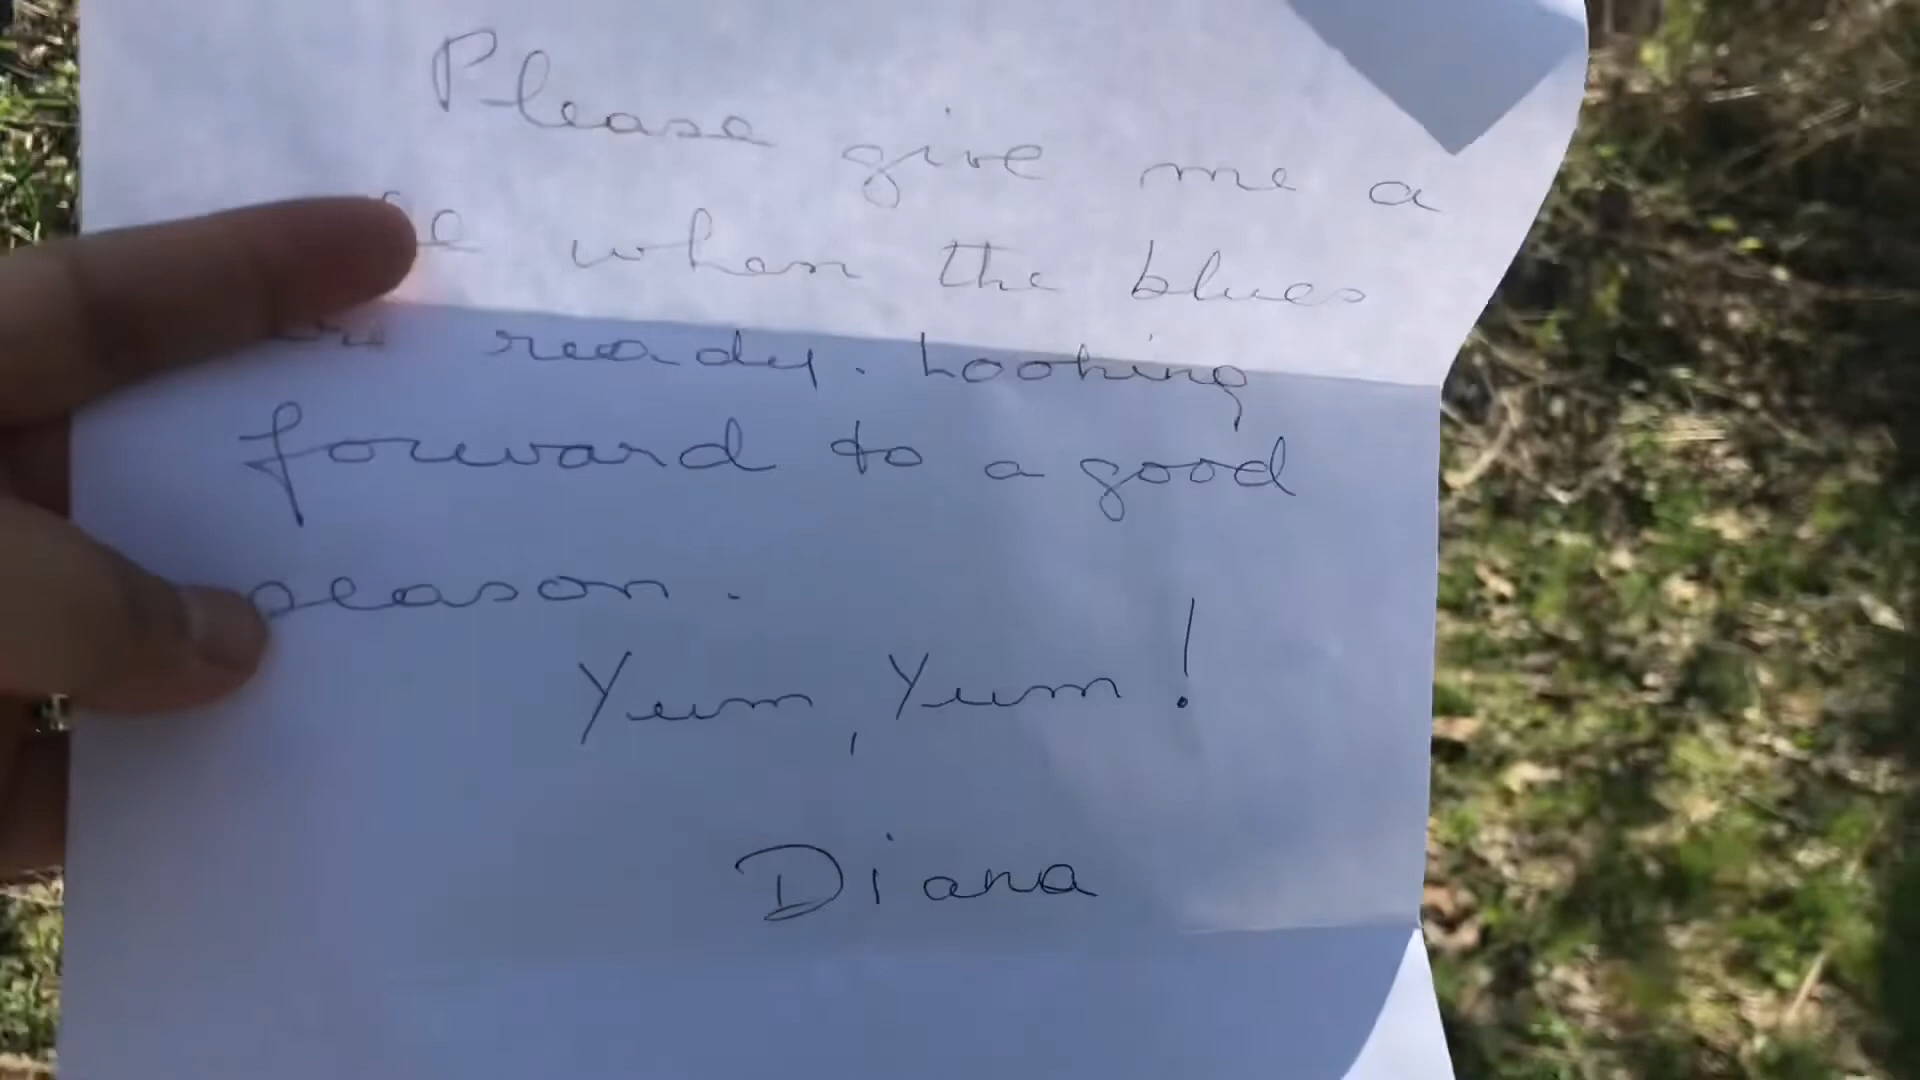 Please give me a
when the blues
ready. Looking
forward to a good
season.
Yum, Yum!
Diana